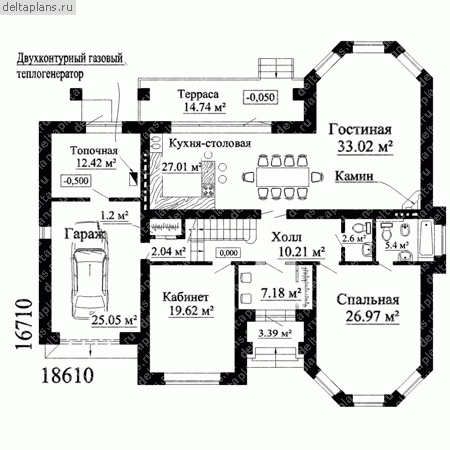 deltaplans.ru
Двухконтурный газовый
теплогенератор
Терраса
14.74 м²
-0,050
Гостиная
33.02 м²
Кухня-столовая
27.01 м²
Топочная
12.42 м²
-0,500
Камин
1.2 м²
Гараж
2.04 м²
0,000
Холл
10.21 м²
2.6 м²
5.4 м²
Кабинет
19.62 м²
7.18 м²
Спальная
26.97 м²
25.05 м²
3.39 м²
16710
18610